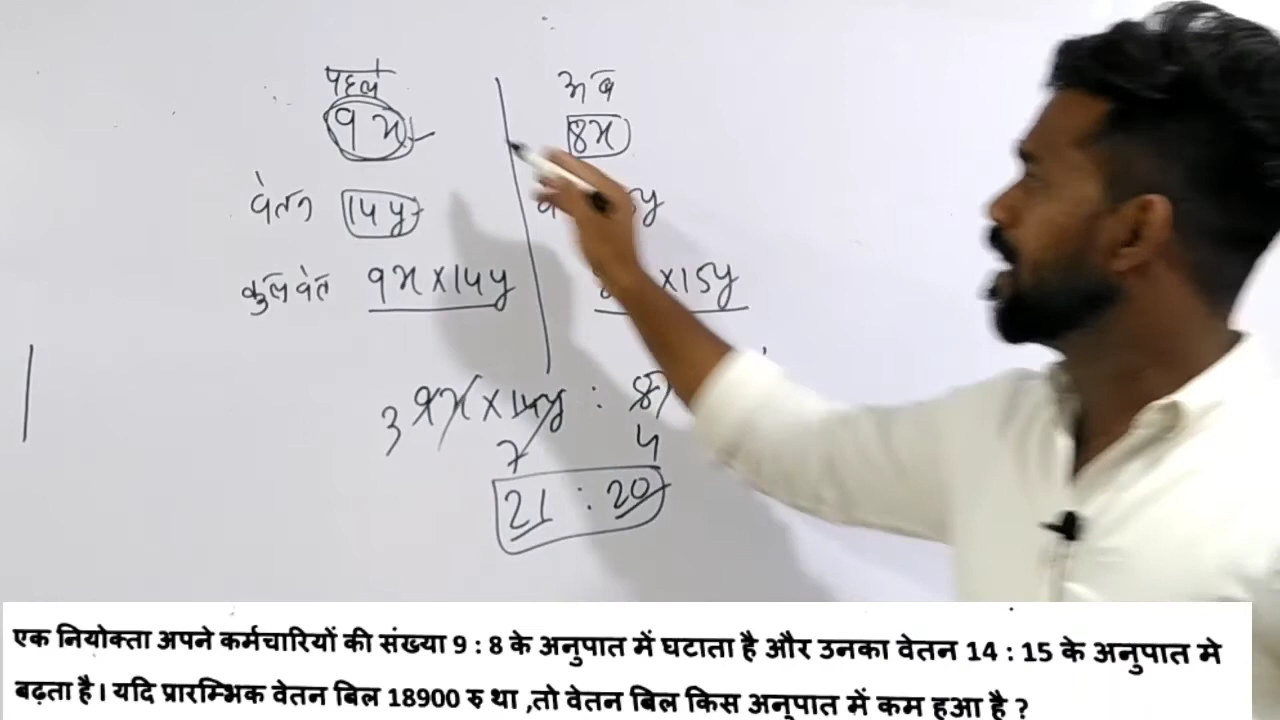 पहले अब
9x 8x
वेतन 14y 5y
कुल वेत 9x×14y ×15y
3 9x×14y : 8
7 4
21 : 20
एक नियोक्ता अपने कर्मचारियों की संख्या 9 : 8 के अनुपात में घटाता है और उनका वेतन 14 : 15 के अनुपात मे
बढ़ता है। यदि प्रारम्भिक वेतन बिल 18900 रु था ,तो वेतन बिल किस अनुपात में कम हुआ है ?